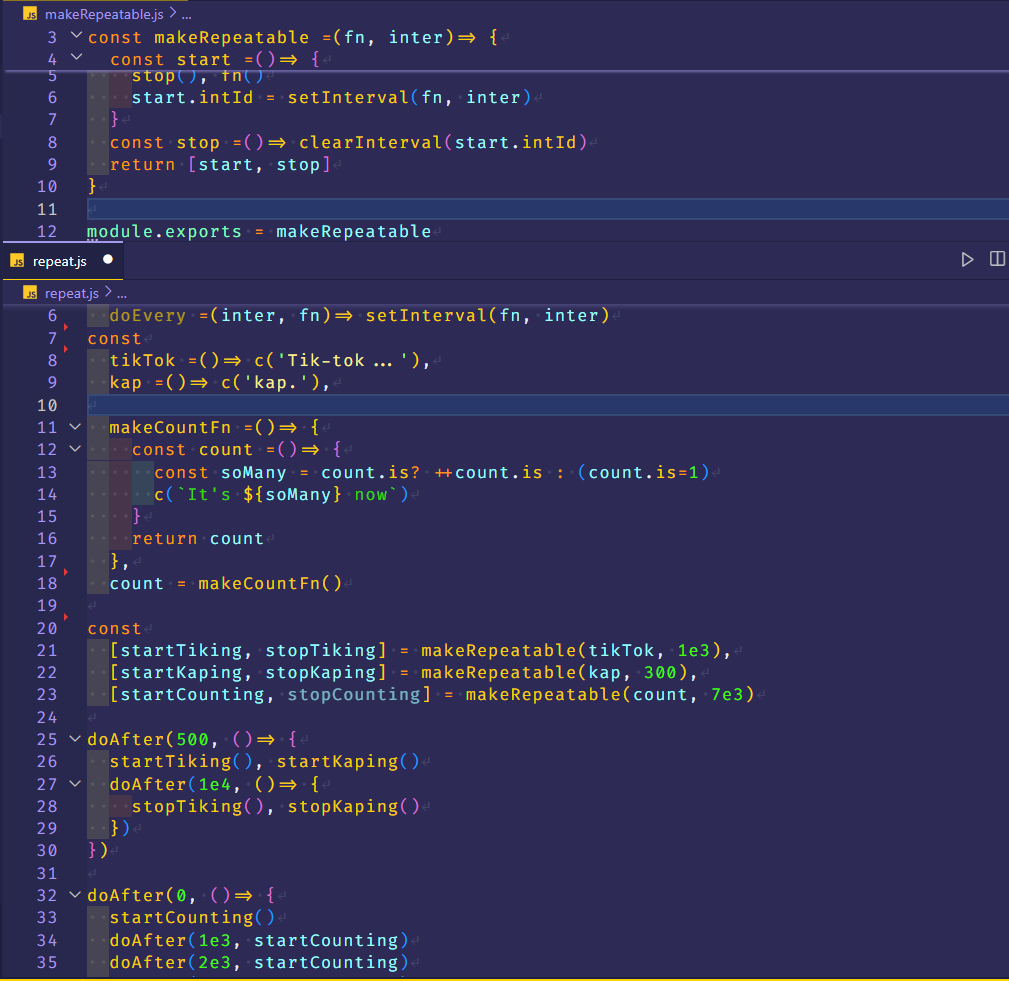 makeRepeatable.js > ...
3 const makeRepeatable =(fn, inter)=> {
4 const start =()=> {
5 stop(), fn()
6 start.intId = setInterval(fn, inter)
7 }
8 const stop =()=> clearInterval(start.intId)
9 return [start, stop]
10 }
11
12 module.exports = makeRepeatable
repeat.js
repeat.js > ...
6 doEvery =(inter, fn)=> setInterval(fn, inter)
7 const
8 tikTok =()=> c('Tik-tok ...'),
9 kap =()=> c('kap.'),
10
11 makeCountFn =()=> {
12 const count =()=> {
13 const soMany = count.is? ++count.is : (count.is=1)
14 c(`It's ${soMany} now`)
15 }
16 return count
17 },
18 count = makeCountFn()
19
20 const
21 [startTiking, stopTiking] = makeRepeatable(tikTok, 1e3),
22 [startKaping, stopKaping] = makeRepeatable(kap, 300),
23 [startCounting, stopCounting] = makeRepeatable(count, 7e3)
24
25 doAfter(500, ()=> {
26 startTiking(), startKaping()
27 doAfter(1e4, ()=> {
28 stopTiking(), stopKaping()
29 })
30 })
31
32 doAfter(0, ()=> {
33 startCounting()
34 doAfter(1e3, startCounting)
35 doAfter(2e3, startCounting)